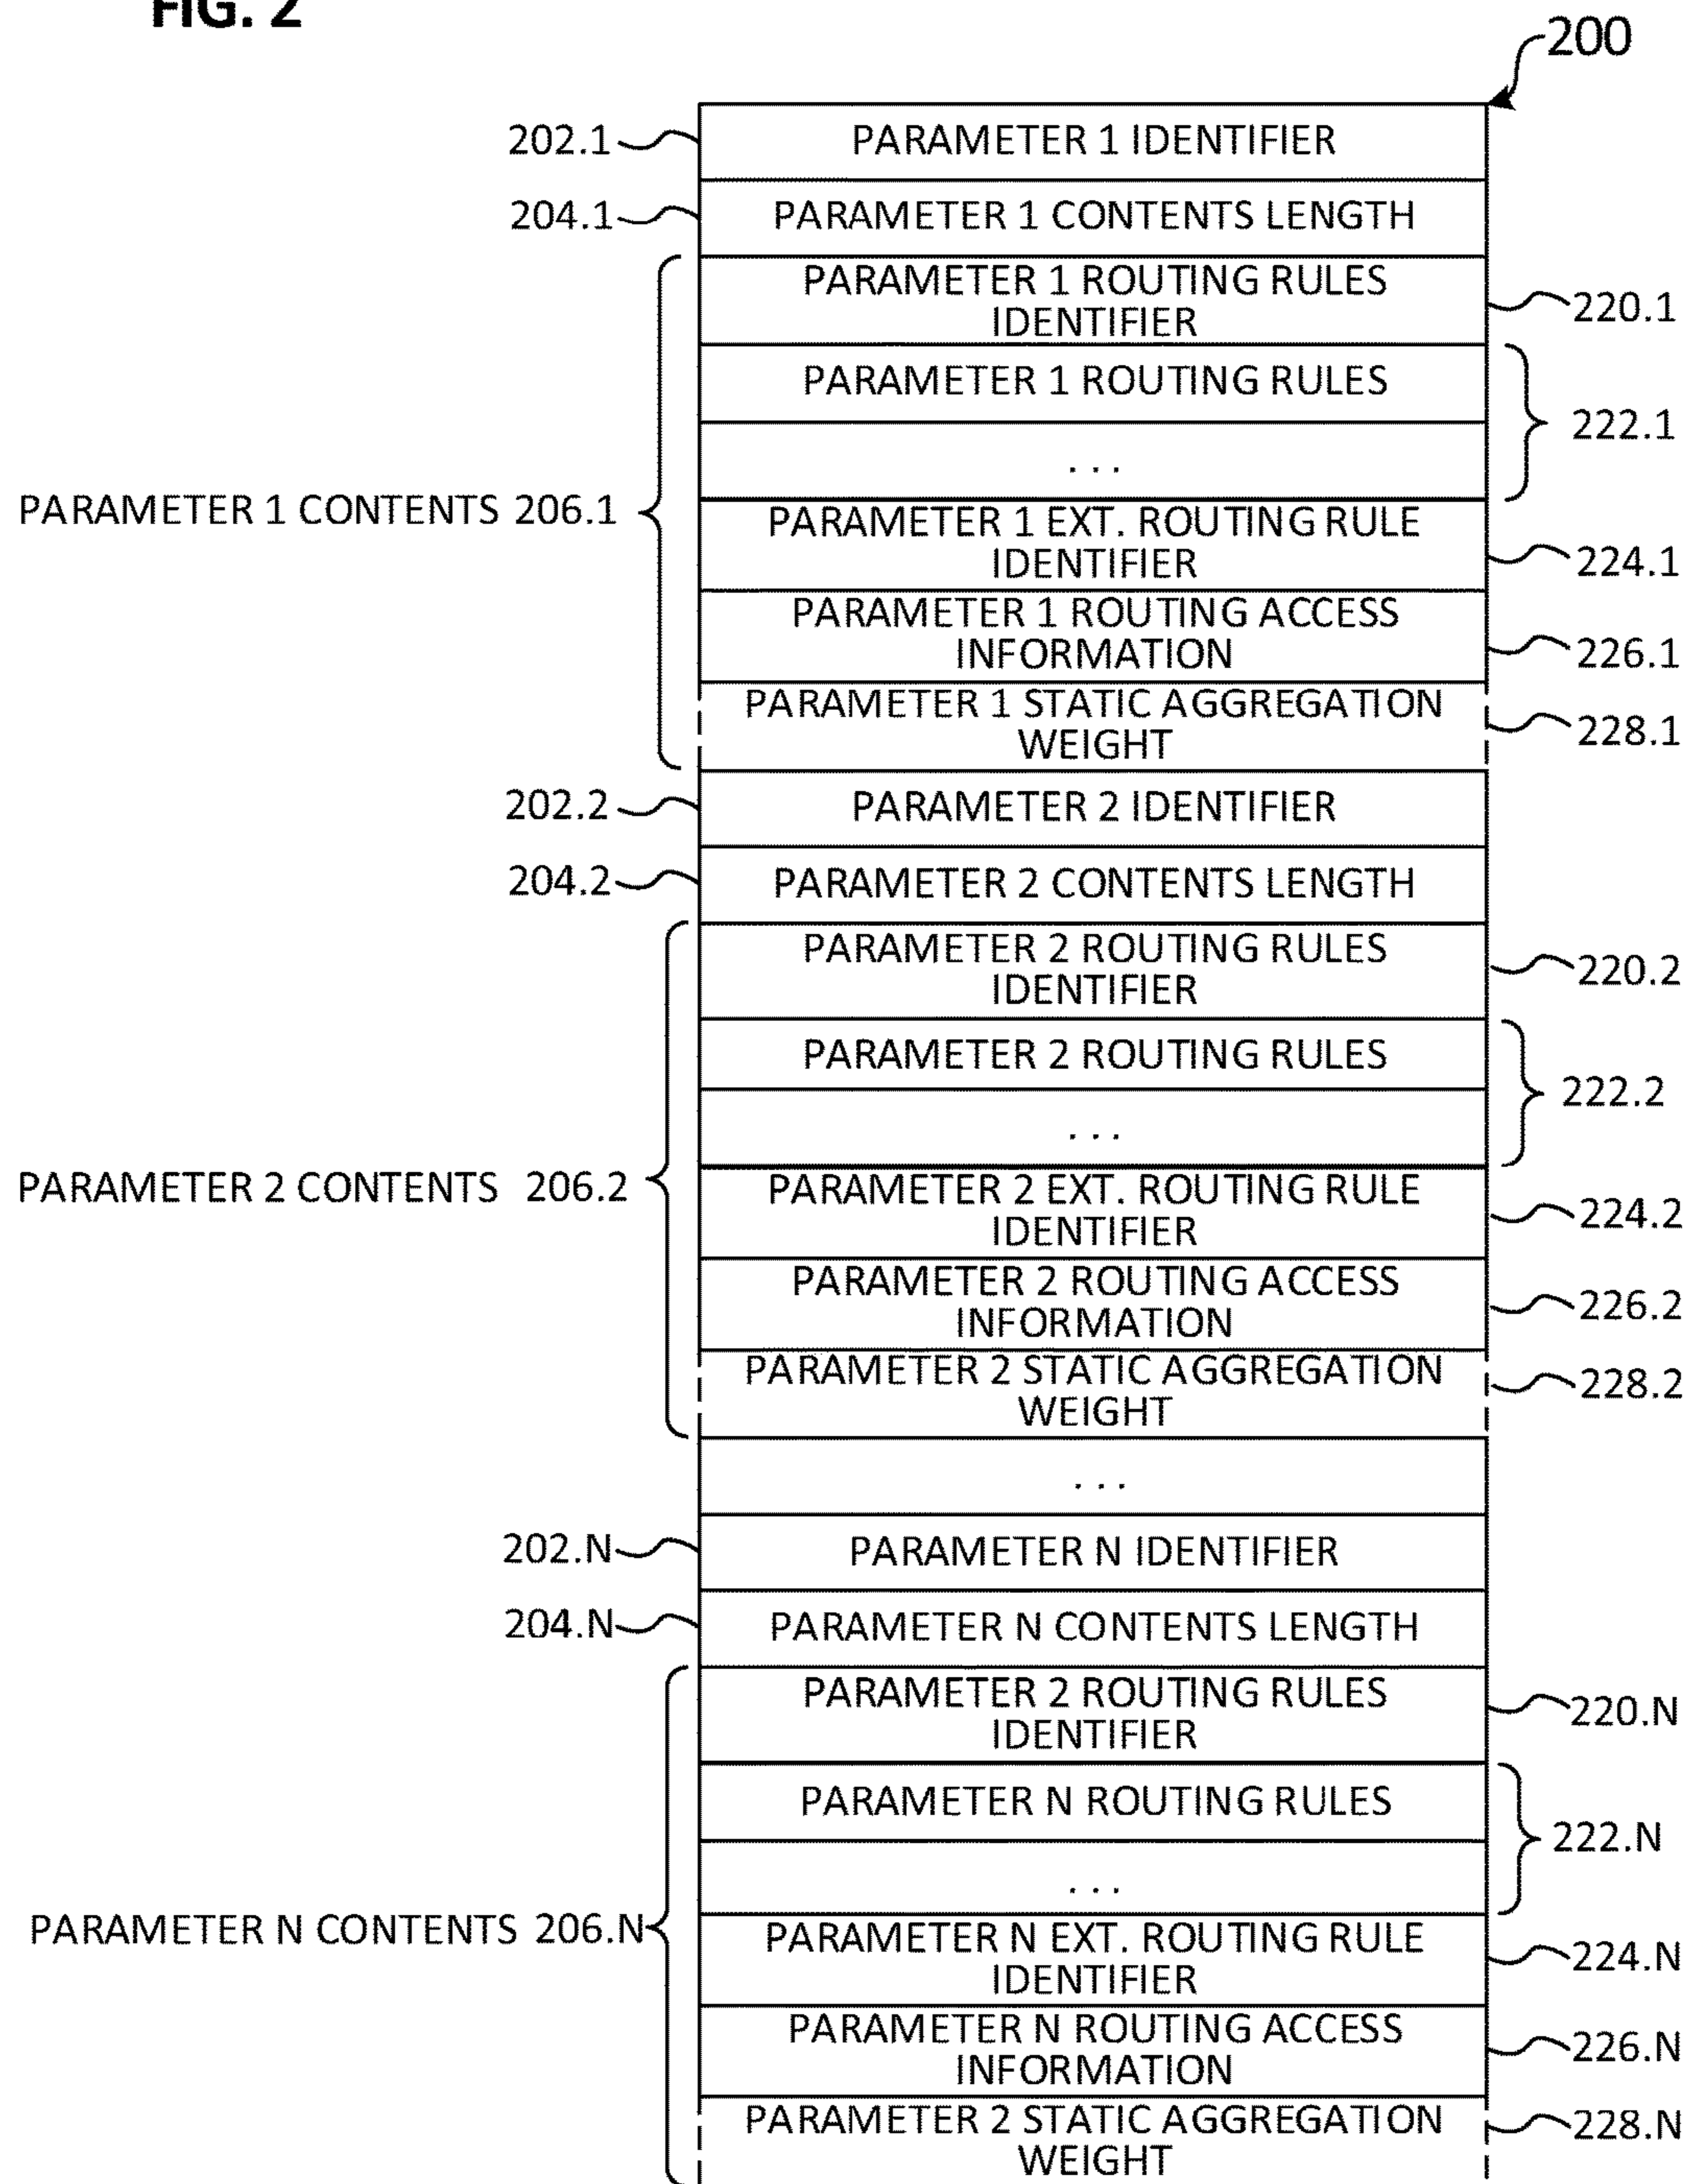 FIG. 2
200
202.1
PARAMETER 1 IDENTIFIER
204.1
PARAMETER 1 CONTENTS LENGTH
PARAMETER 1 ROUTING RULES
IDENTIFIER
220.1
PARAMETER 1 ROUTING RULES
222.1
. . .
PARAMETER 1 CONTENTS 206.1
PARAMETER 1 EXT. ROUTING RULE
IDENTIFIER
224.1
PARAMETER 1 ROUTING ACCESS
INFORMATION
226.1
PARAMETER 1 STATIC AGGREGATION
WEIGHT
228.1
202.2
PARAMETER 2 IDENTIFIER
204.2
PARAMETER 2 CONTENTS LENGTH
PARAMETER 2 ROUTING RULES
IDENTIFIER
220.2
PARAMETER 2 ROUTING RULES
222.2
. . .
PARAMETER 2 CONTENTS 206.2
PARAMETER 2 EXT. ROUTING RULE
IDENTIFIER
224.2
PARAMETER 2 ROUTING ACCESS
INFORMATION
226.2
PARAMETER 2 STATIC AGGREGATION
WEIGHT
228.2
. . .
202.N
PARAMETER N IDENTIFIER
204.N
PARAMETER N CONTENTS LENGTH
PARAMETER 2 ROUTING RULES
IDENTIFIER
220.N
PARAMETER N ROUTING RULES
222.N
. . .
PARAMETER N CONTENTS 206.N
PARAMETER N EXT. ROUTING RULE
IDENTIFIER
224.N
PARAMETER N ROUTING ACCESS
INFORMATION
226.N
PARAMETER 2 STATIC AGGREGATION
WEIGHT
228.N